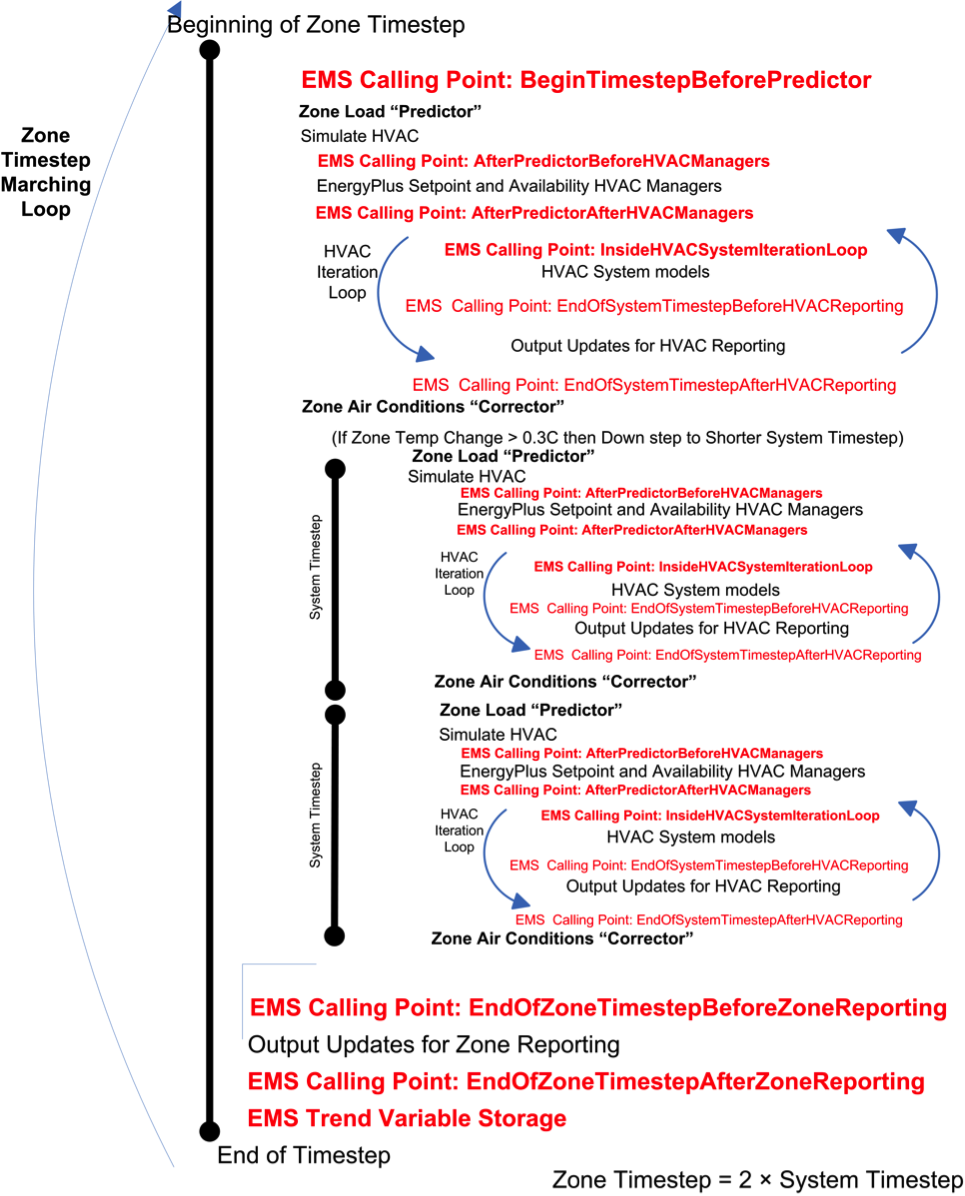 Beginning of Zone Timestep
EMS Calling Point: BeginTimestepBeforePredictor
Zone
Timestep
Marching
Loop
Zone Load “Predictor”
Simulate HVAC
EMS Calling Point: AfterPredictorBeforeHVACManagers
EnergyPlus Setpoint and Availability HVAC Managers
EMS Calling Point: AfterPredictorAfterHVACManagers
HVAC
Iteration
Loop
EMS Calling Point: InsideHVACSystemIterationLoop
HVAC System models
EMS Calling Point: EndOfSystemTimestepBeforeHVACReporting
Output Updates for HVAC Reporting
EMS Calling Point: EndOfSystemTimestepAfterHVACReporting
Zone Air Conditions “Corrector”
(If Zone Temp Change > 0.3C then Down step to Shorter System Timestep)
Zone Load “Predictor”
Simulate HVAC
EMS Calling Point: AfterPredictorBeforeHVACManagers
EnergyPlus Setpoint and Availability HVAC Managers
EMS Calling Point: AfterPredictorAfterHVACManagers
System Timestep
HVAC
Iteration
Loop
EMS Calling Point: InsideHVACSystemIterationLoop
HVAC System models
EMS Calling Point: EndOfSystemTimestepBeforeHVACReporting
Output Updates for HVAC Reporting
EMS Calling Point: EndOfSystemTimestepAfterHVACReporting
Zone Air Conditions “Corrector”
Zone Load “Predictor”
Simulate HVAC
EMS Calling Point: AfterPredictorBeforeHVACManagers
EnergyPlus Setpoint and Availability HVAC Managers
EMS Calling Point: AfterPredictorAfterHVACManagers
System Timestep
HVAC
Iteration
Loop
EMS Calling Point: InsideHVACSystemIterationLoop
HVAC System models
EMS Calling Point: EndOfSystemTimestepBeforeHVACReporting
Output Updates for HVAC Reporting
EMS Calling Point: EndOfSystemTimestepAfterHVACReporting
Zone Air Conditions “Corrector”
EMS Calling Point: EndOfZoneTimestepBeforeZoneReporting
Output Updates for Zone Reporting
EMS Calling Point: EndOfZoneTimestepAfterZoneReporting
EMS Trend Variable Storage
End of Timestep
Zone Timestep = 2 × System Timestep